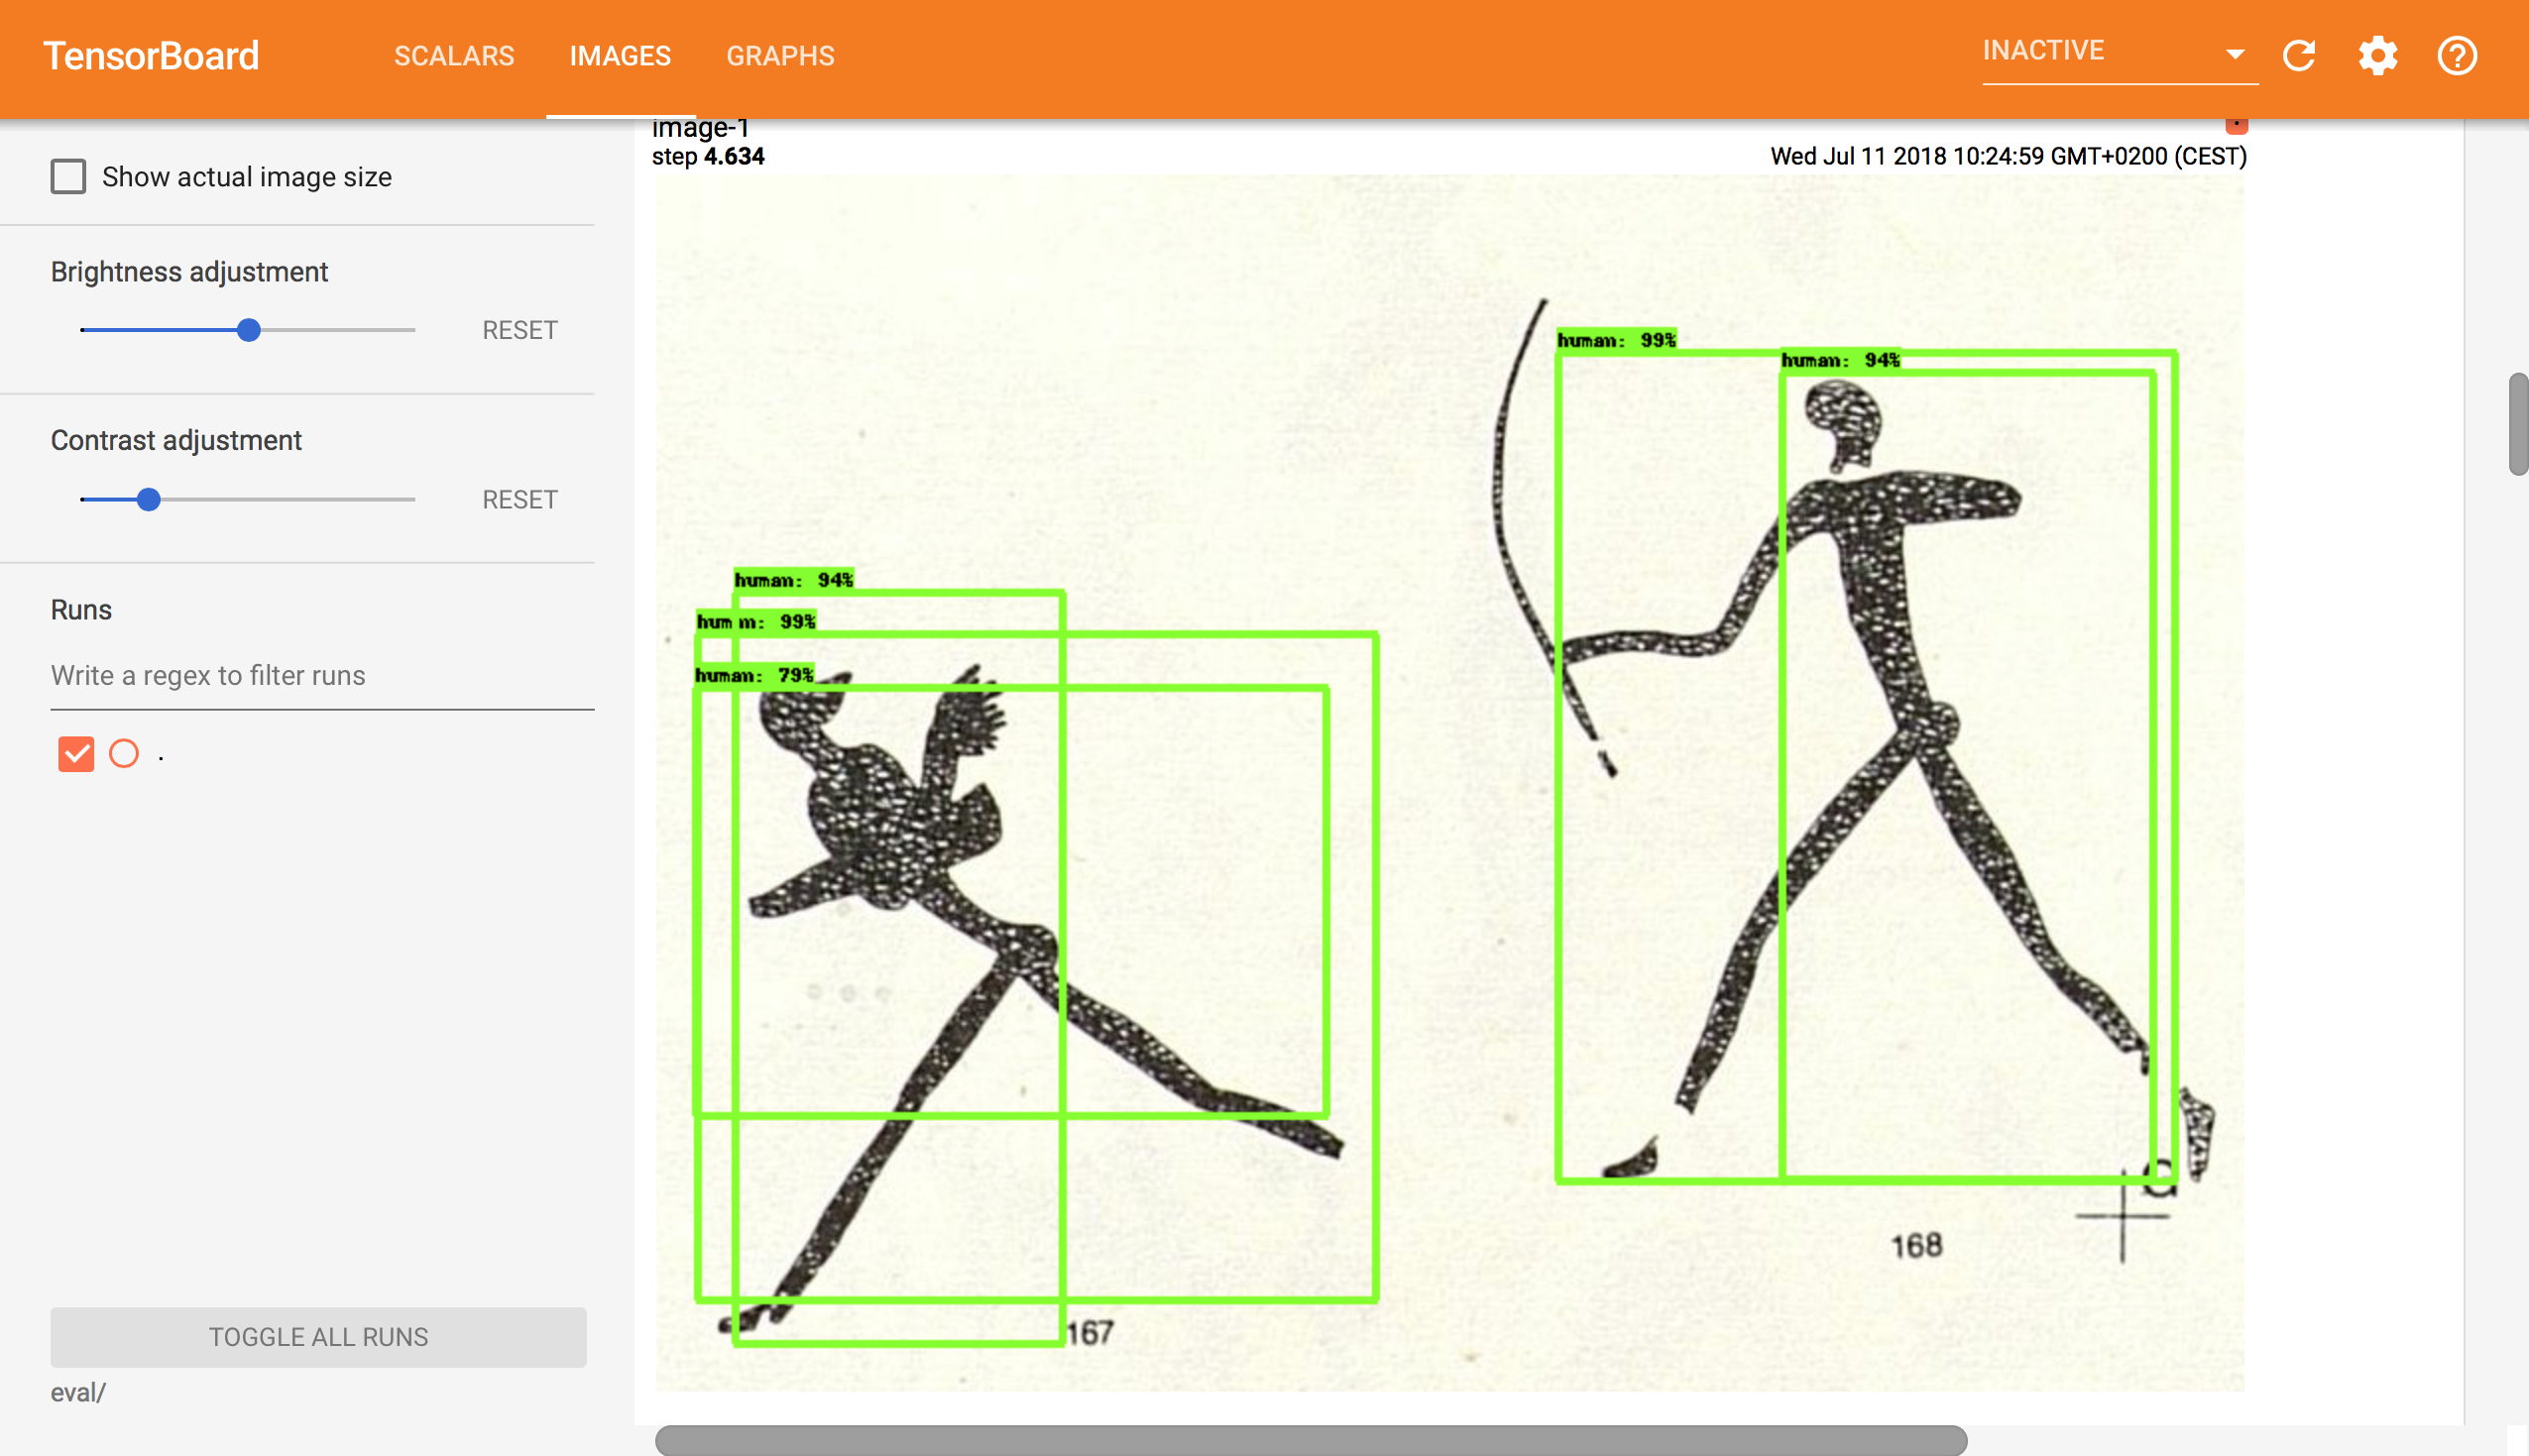 TensorBoard SCALARS IMAGES GRAPHS INACTIVE
image-1
step 4.634 Wed Jul 11 2018 10:24:59 GMT+0200 (CEST)
Show actual image size
Brightness adjustment
RESET
Contrast adjustment
RESET
Runs
Write a regex to filter runs
.
TOGGLE ALL RUNS
eval/
human: 99%
human: 94%
human: 94%
hum m: 99%
human: 79%
168
167